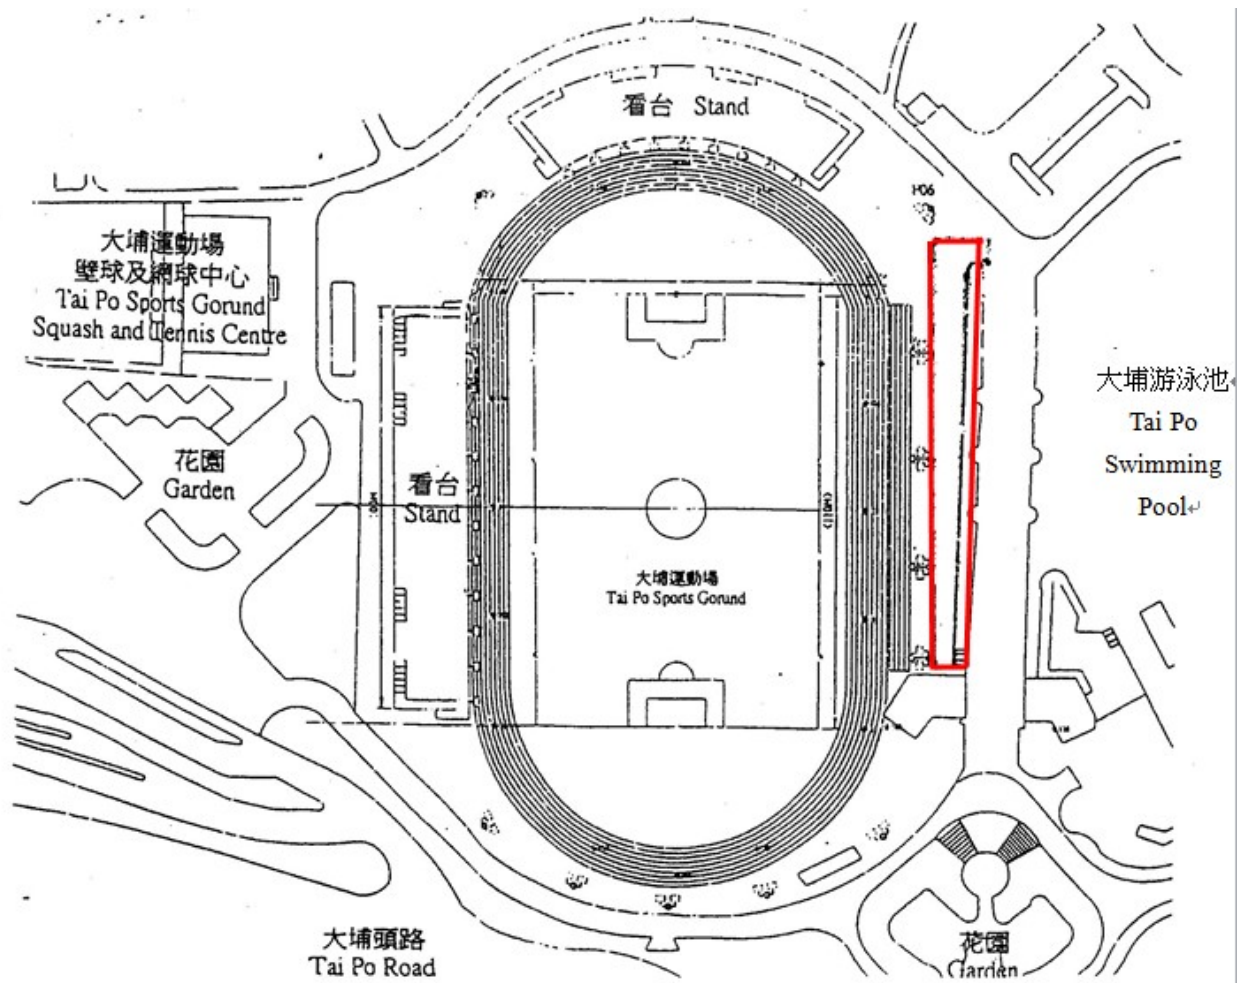 看台 Stand
大埔運動場
壁球及網球中心
Tai Po Sports Gorund
Squash and Tennis Centre
大埔游泳池
Tai Po
Swimming
Pool
花園
Garden
看台
Stand
大埔運動場
Tai Po Sports Gorund
大埔頭路
Tai Po Road
花園
Garden